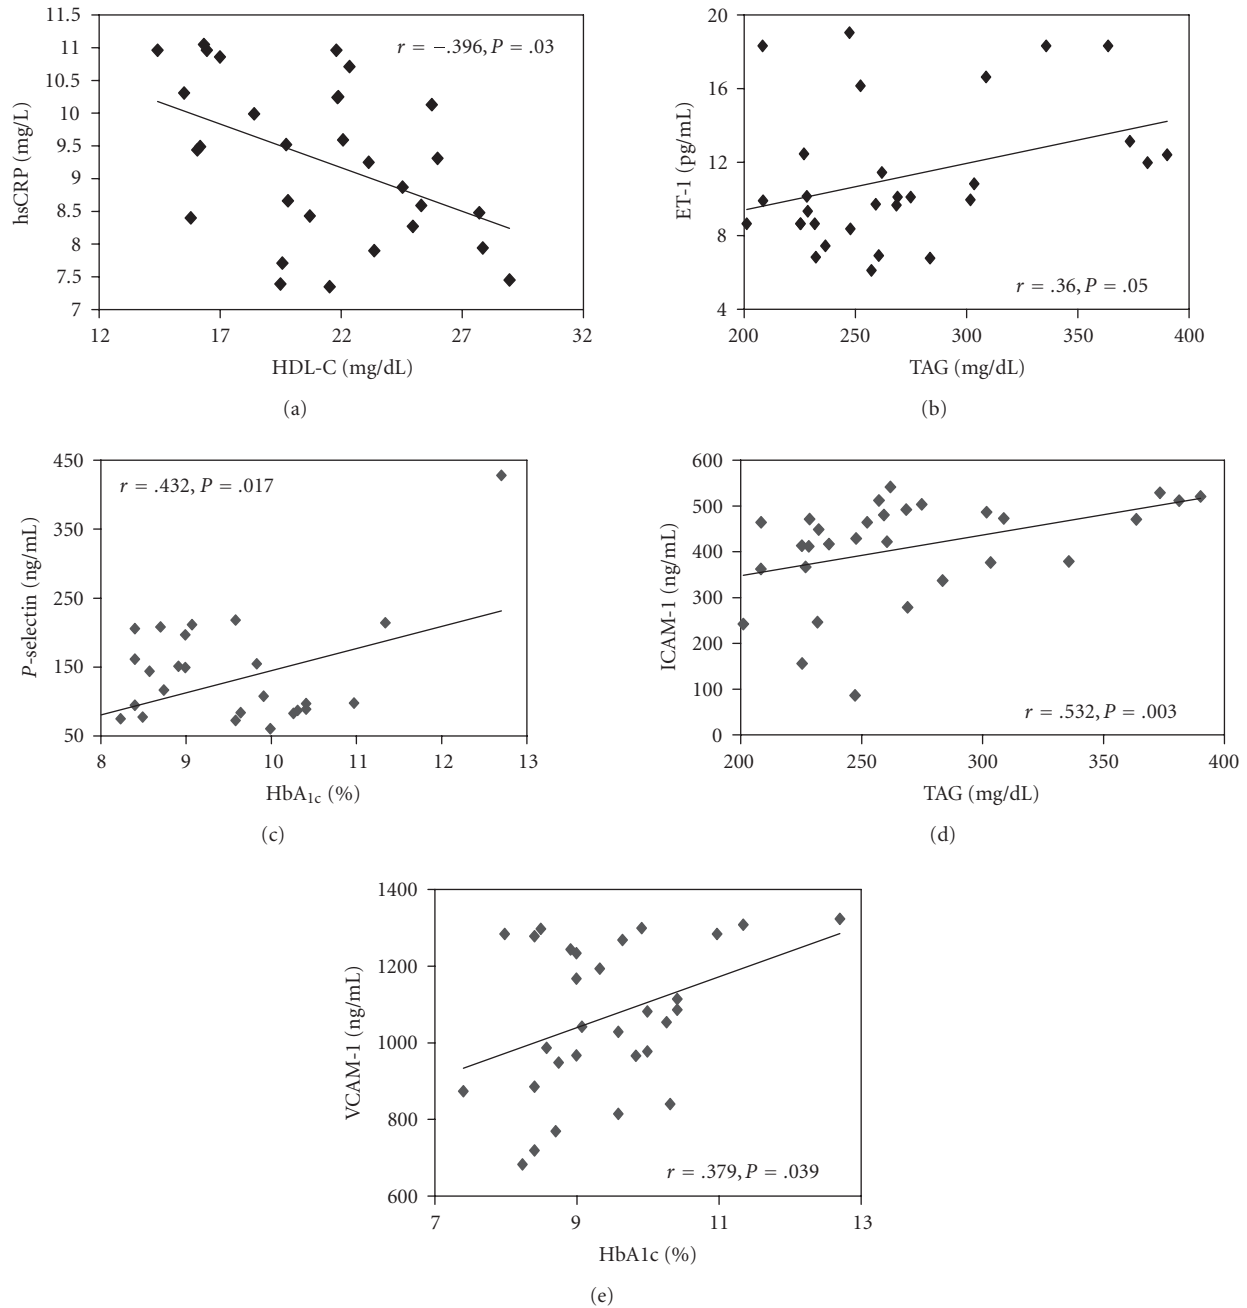 11.5
11
10.5
10
9.5
9
8.5
8
7.5
7
hsCRP (mg/L)
r = −.396, P = .03
12 17 22 27 32
HDL-C (mg/dL)
(a)
20
16
12
8
4
ET-1 (pg/mL)
r = .36, P = .05
200 250 300 350 400
TAG (mg/dL)
(b)
450
350
250
150
50
P-selectin (ng/mL)
r = .432, P = .017
8 9 10 11 12 13
HbA1c (%)
(c)
600
500
400
300
200
100
0
ICAM-1 (ng/mL)
r = .532, P = .003
200 250 300 350 400
TAG (mg/dL)
(d)
1400
1200
1000
800
600
VCAM-1 (ng/mL)
r = .379, P = .039
7 9 11 13
HbA1c (%)
(e)